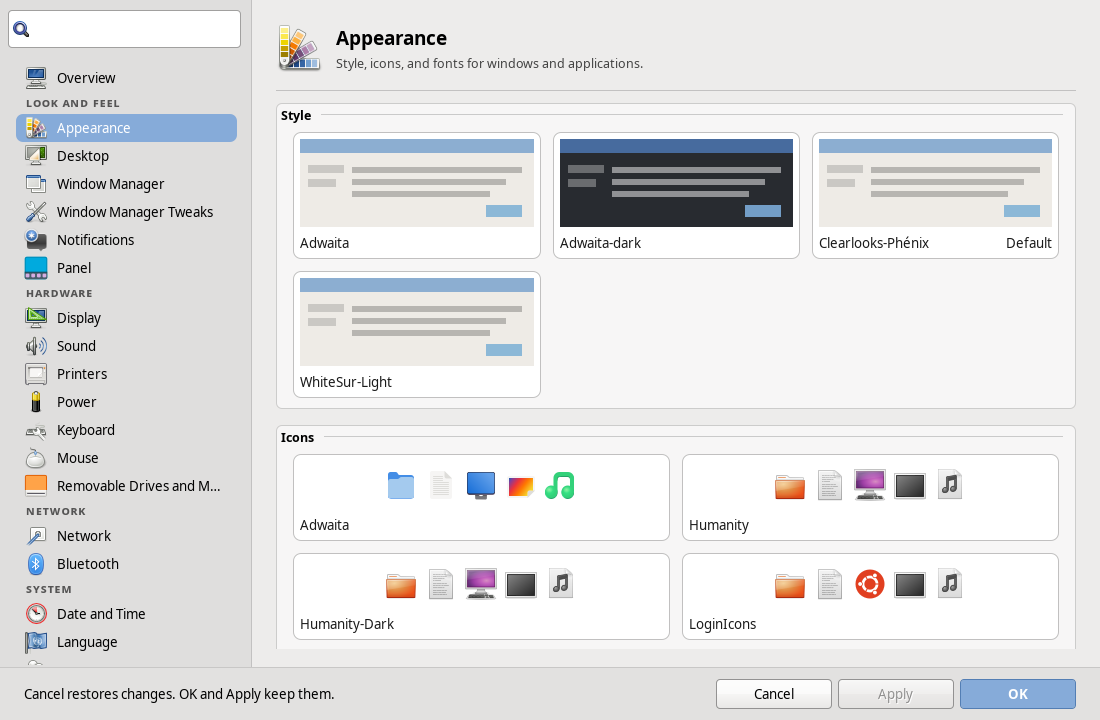 Overview
LOOK AND FEEL
Appearance
Desktop
Window Manager
Window Manager Tweaks
Notifications
Panel
HARDWARE
Display
Sound
Printers
Power
Keyboard
Mouse
Removable Drives and M...
NETWORK
Network
Bluetooth
SYSTEM
Date and Time
Language
Appearance
Style, icons, and fonts for windows and applications.
Style
Adwaita
Adwaita-dark
Clearlooks-Phénix Default
WhiteSur-Light
Icons
Adwaita
Humanity
Humanity-Dark
LoginIcons
Cancel restores changes. OK and Apply keep them.
Cancel
Apply
OK